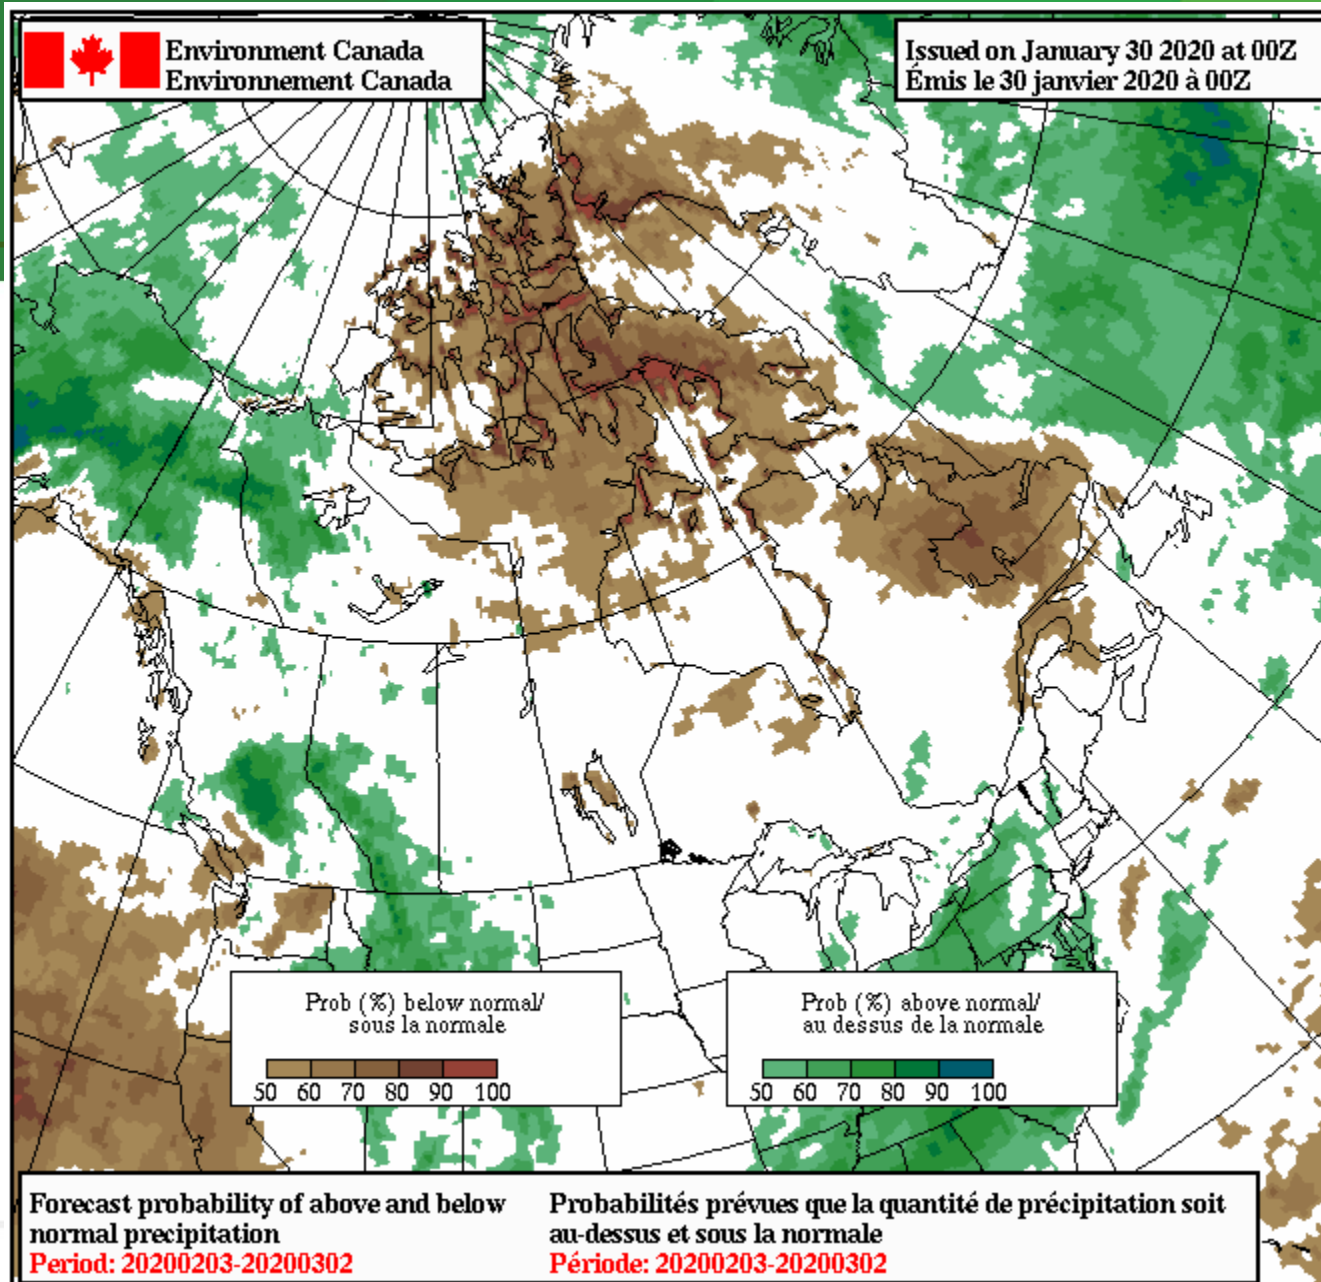 Environment Canada
Environnement Canada
Issued on January 30 2020 at 00Z
Émis le 30 janvier 2020 à 00Z
Prob (%) below normal/
sous la normale
50 60 70 80 90 100
Prob (%) above normal/
au dessus de la normale
50 60 70 80 90 100
Forecast probability of above and below
normal precipitation
Period: 20200203-20200302
Probabilités prévues que la quantité de précipitation soit
au-dessus et sous la normale
Période: 20200203-20200302